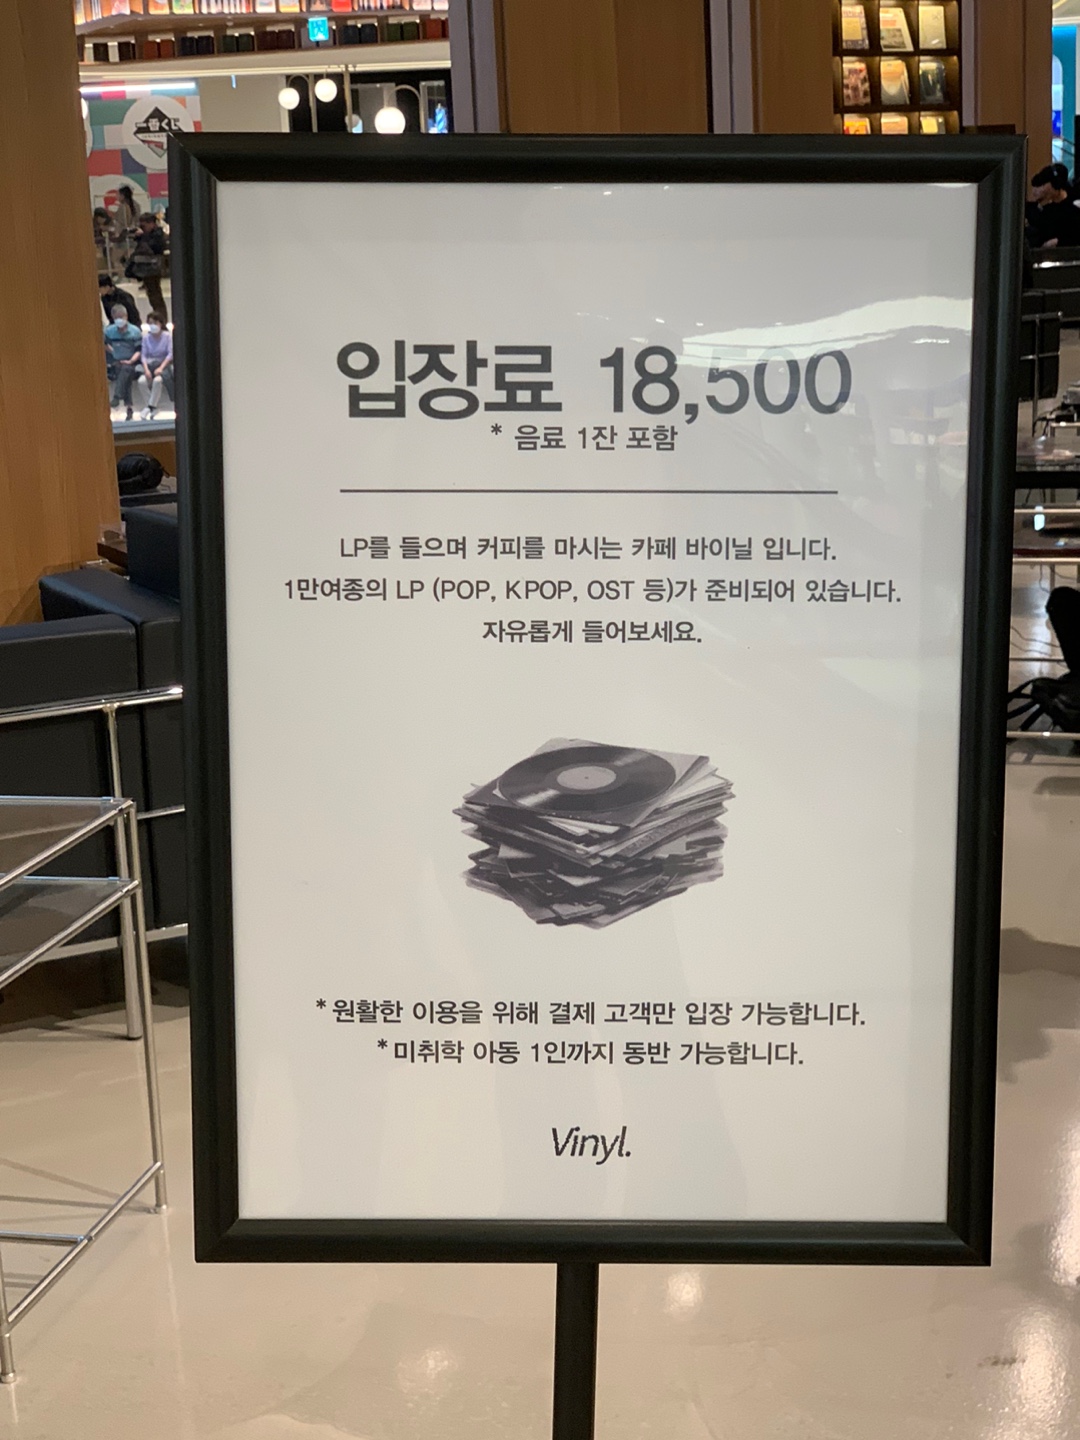 입장료 18,500
* 음료 1잔 포함
LP를 들으며 커피를 마시는 카페 바이닐 입니다.
1만여종의 LP (POP, KPOP, OST 등)가 준비되어 있습니다.
자유롭게 들어보세요.
* 원활한 이용을 위해 결제 고객만 입장 가능합니다.
* 미취학 아동 1인까지 동반 가능합니다.
Vinyl.
一番くじ